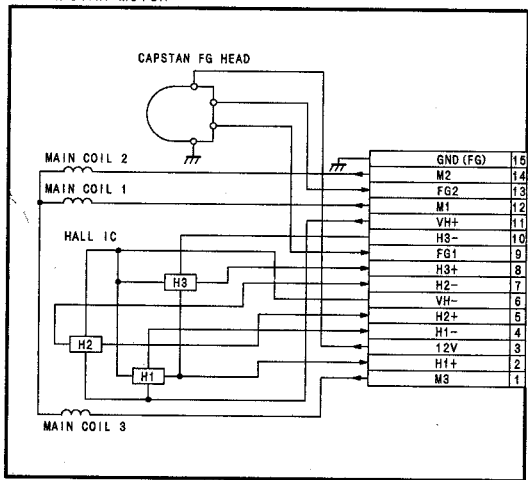 CAPSTAN FG HEAD
MAIN COIL 2
MAIN COIL 1
HALL IC
H3
H2
H1
MAIN COIL 3
GND (FG) 15
M2 14
FG2 13
M1 12
VH+ 11
H3- 10
FG1 9
H3+ 8
H2- 7
VH- 6
H2+ 5
H1- 4
12V 3
H1+ 2
M3 1